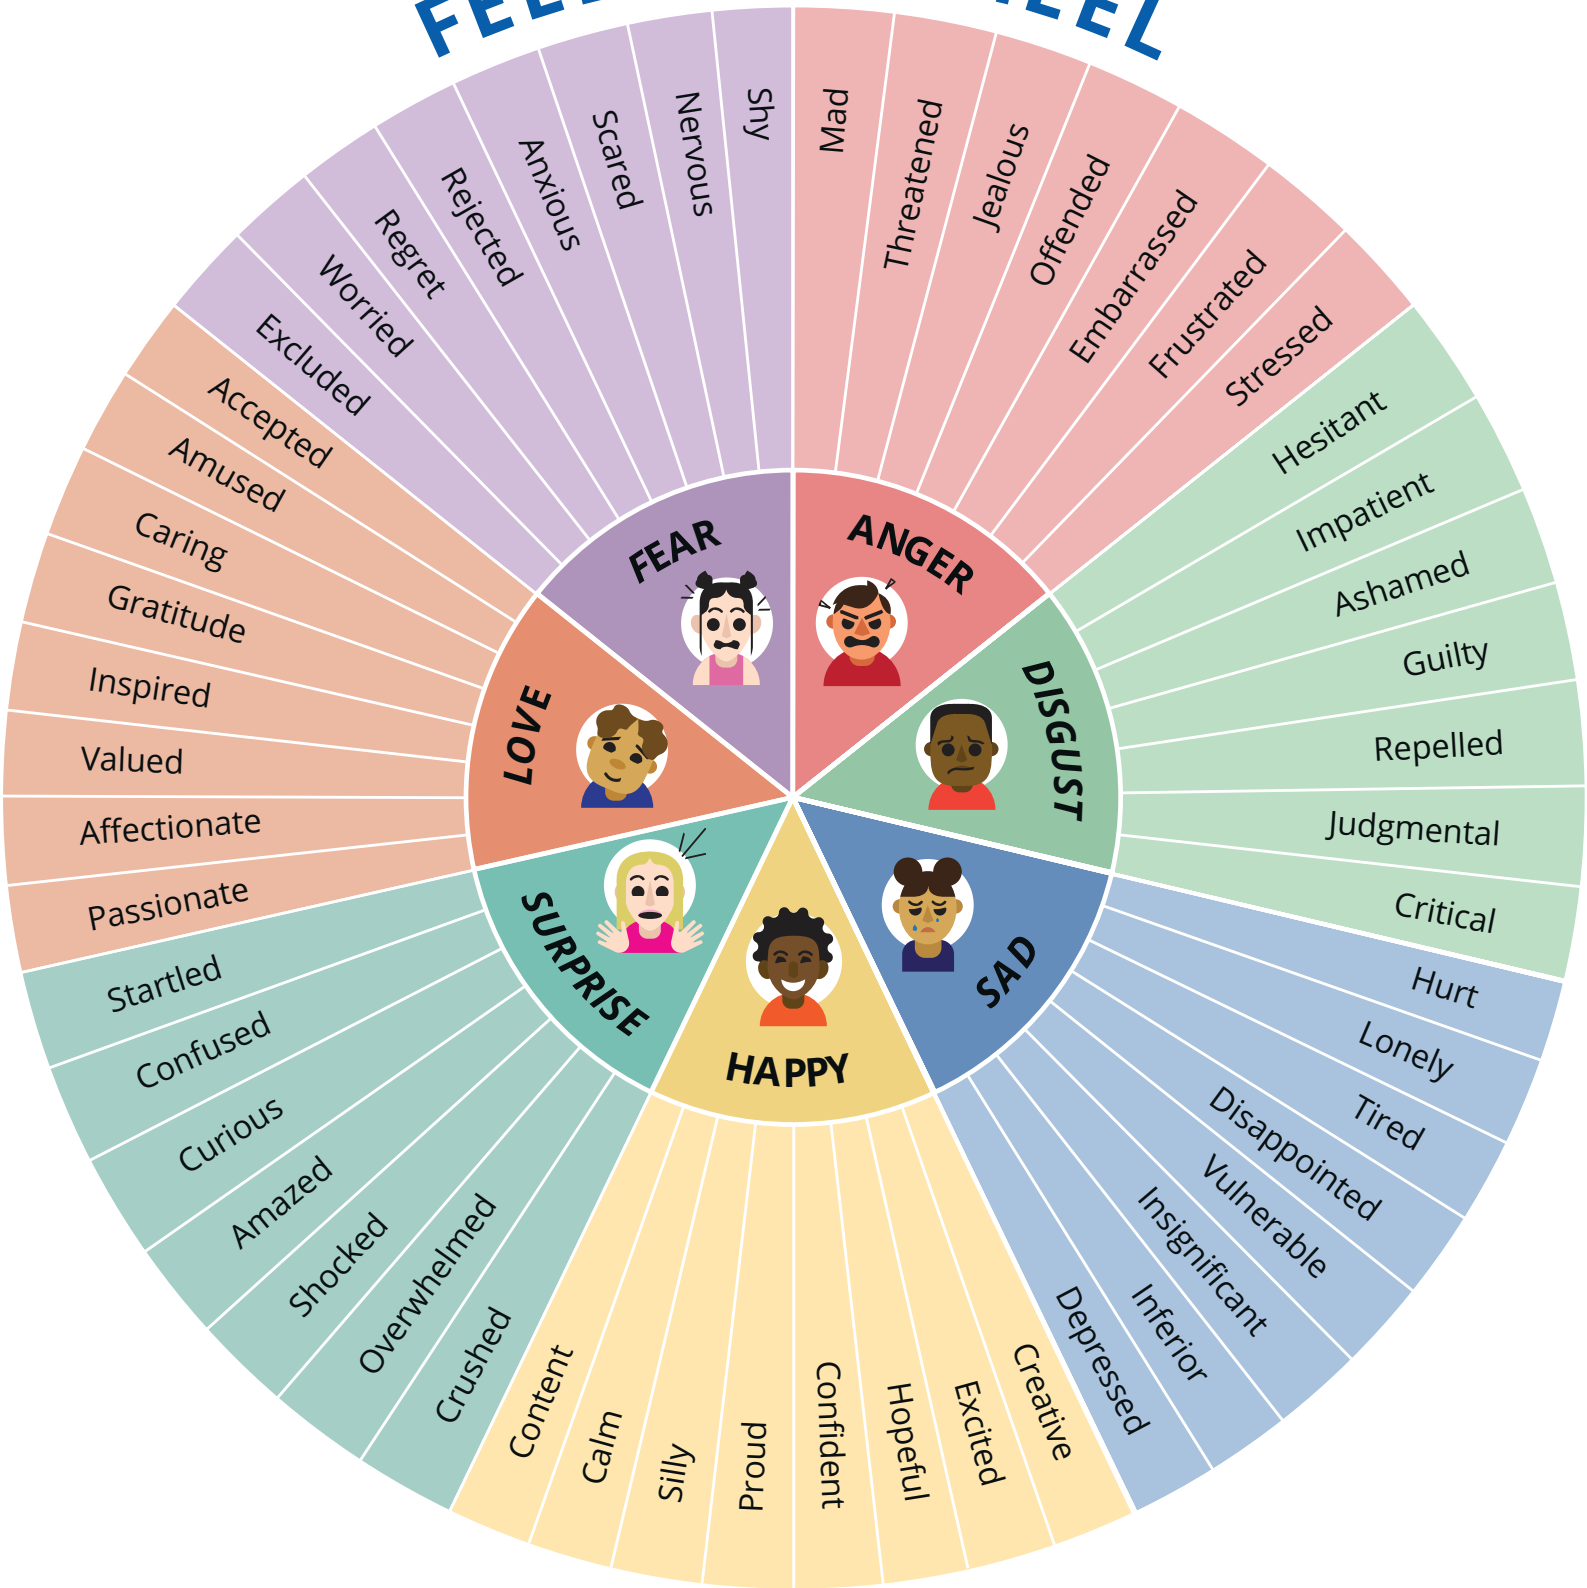 FEAR
ANGER
DISGUST
SAD
HAPPY
SURPRISE
LOVE
Mad
Threatened
Jealous
Offended
Embarrassed
Frustrated
Stressed
Hesitant
Impatient
Ashamed
Guilty
Repelled
Judgmental
Critical
Hurt
Lonely
Tired
Disappointed
Vulnerable
Insignificant
Inferior
Depressed
Creative
Excited
Hopeful
Confident
Proud
Silly
Calm
Content
Crushed
Overwhelmed
Shocked
Amazed
Curious
Confused
Startled
Passionate
Affectionate
Valued
Inspired
Gratitude
Caring
Amused
Accepted
Excluded
Worried
Regret
Rejected
Anxious
Scared
Nervous
Shy